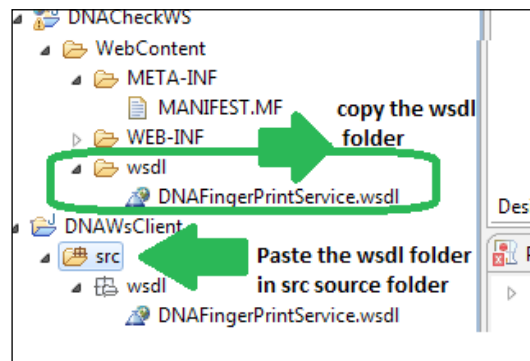 DNACheckWS
WebContent
META-INF
MANIFEST.MF
copy the wsdl
WEB-INF
folder
wsdl
DNAFingerPrintService.wsdl
Des
DNAWsClient
src
Paste the wsdl folder
wsdl
in src source folder
DNAFingerPrintService.wsdl